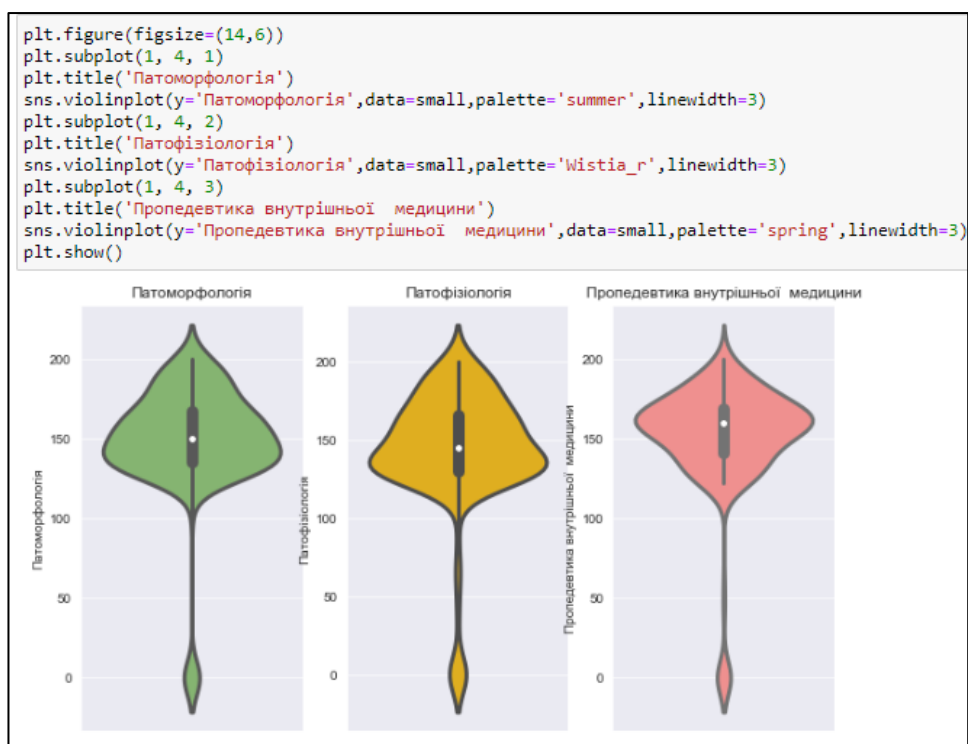 plt.figure(figsize=(14,6))
plt.subplot(1, 4, 1)
plt.title('Патоморфологія')
sns.violinplot(y='Патоморфологія',data=small,palette='summer',linewidth=3)
plt.subplot(1, 4, 2)
plt.title('Патофізіологія')
sns.violinplot(y='Патофізіологія',data=small,palette='Wistia_r',linewidth=3)
plt.subplot(1, 4, 3)
plt.title('Пропедевтика внутрішньої  медицини')
sns.violinplot(y='Пропедевтика внутрішньої  медицини',data=small,palette='spring',linewidth=3)
plt.show()
Патоморфологія
Патоморфологія
200
150
100
50
0
Патофізіологія
Патофізіологія
200
150
100
50
0
Пропедевтика внутрішньої  медицини
Пропедевтика внутрішньої  медицини
200
150
100
50
0